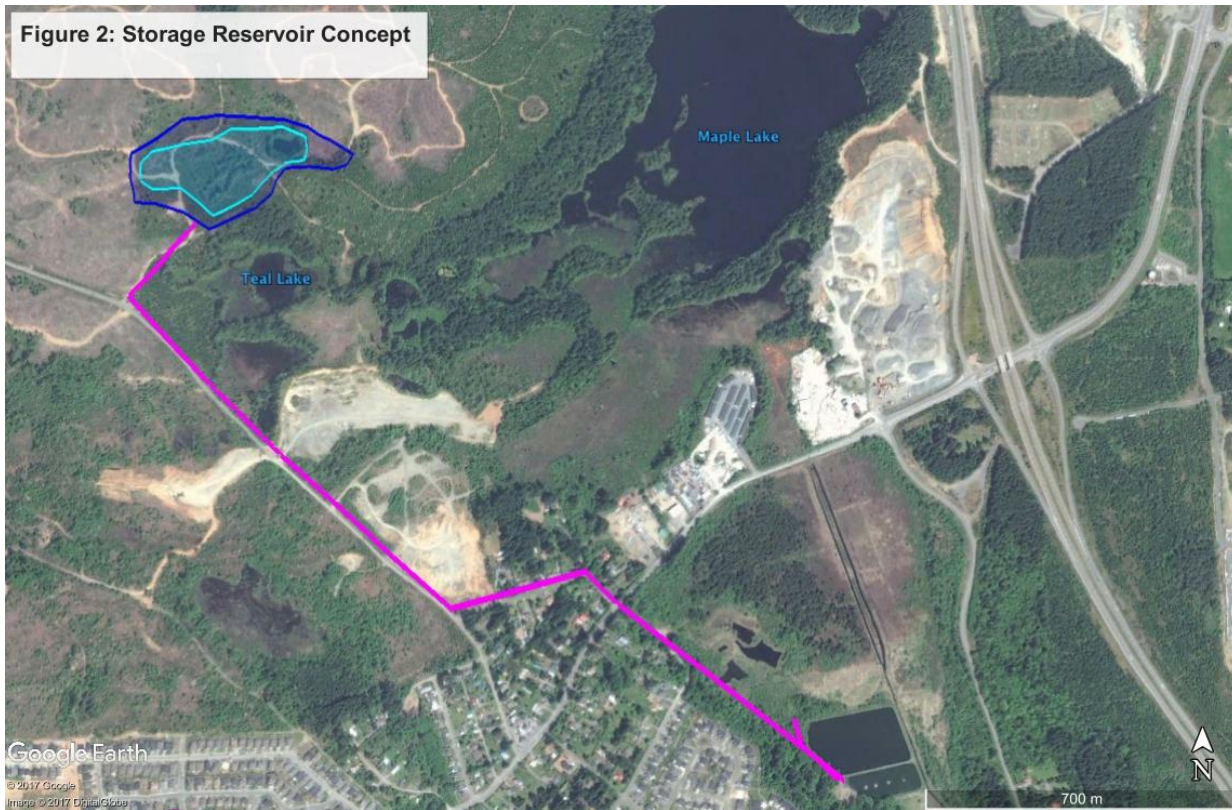 Figure 2: Storage Reservoir Concept
Maple Lake
Teal Lake
Google Earth
© 2017 Google
Image © 2017 DigitalGlobe
700 m
N